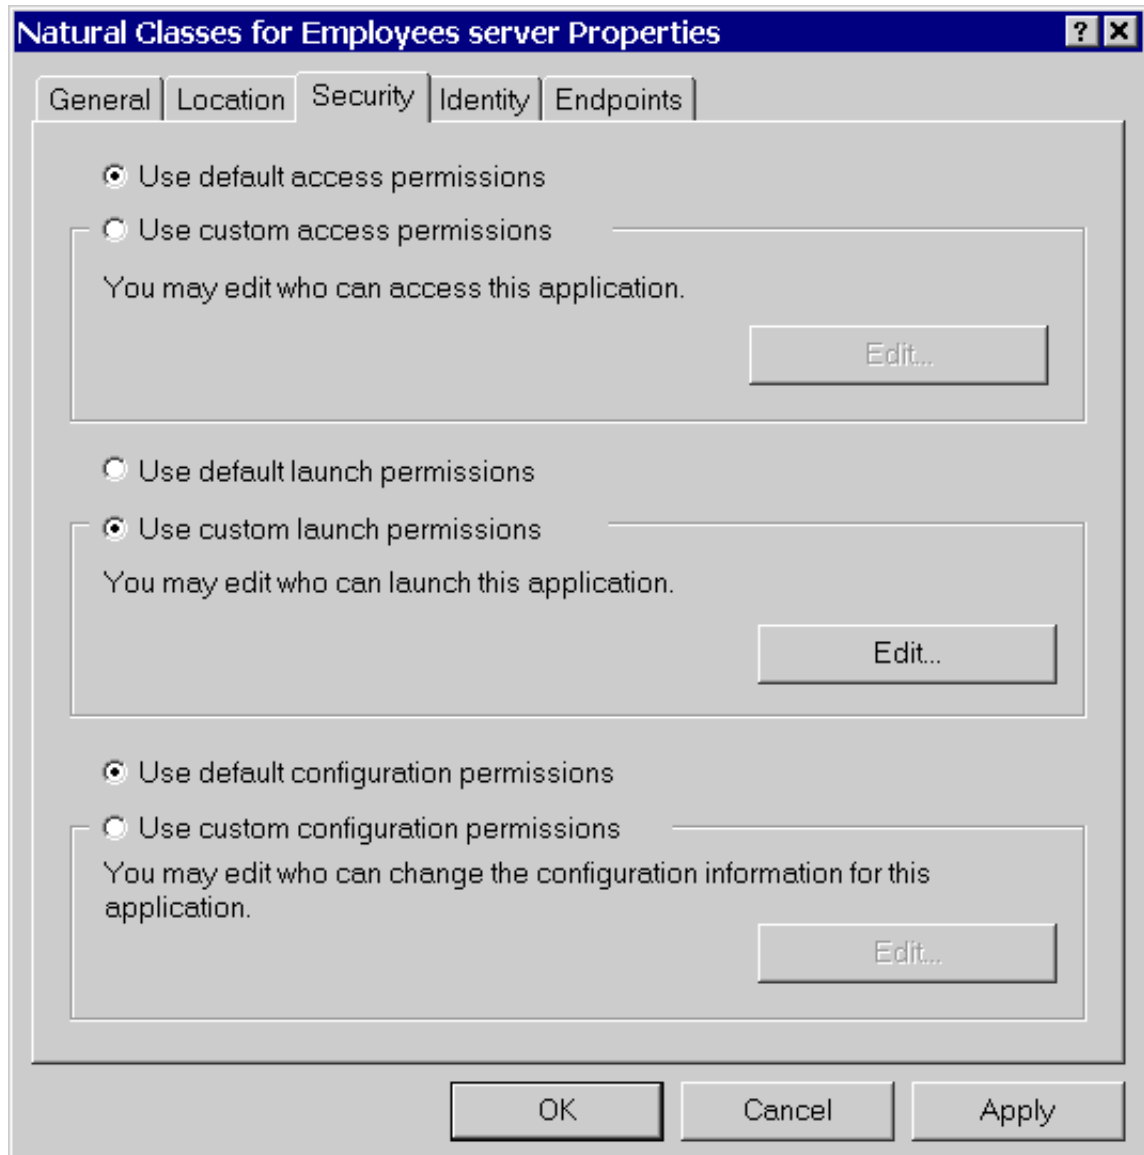 Natural Classes for Employees server Properties
General Location Security Identity Endpoints
Use default access permissions
Use custom access permissions
You may edit who can access this application.
Edit...
Use default launch permissions
Use custom launch permissions
You may edit who can launch this application.
Edit...
Use default configuration permissions
Use custom configuration permissions
You may edit who can change the configuration information for this
application.
Edit...
OK Cancel Apply